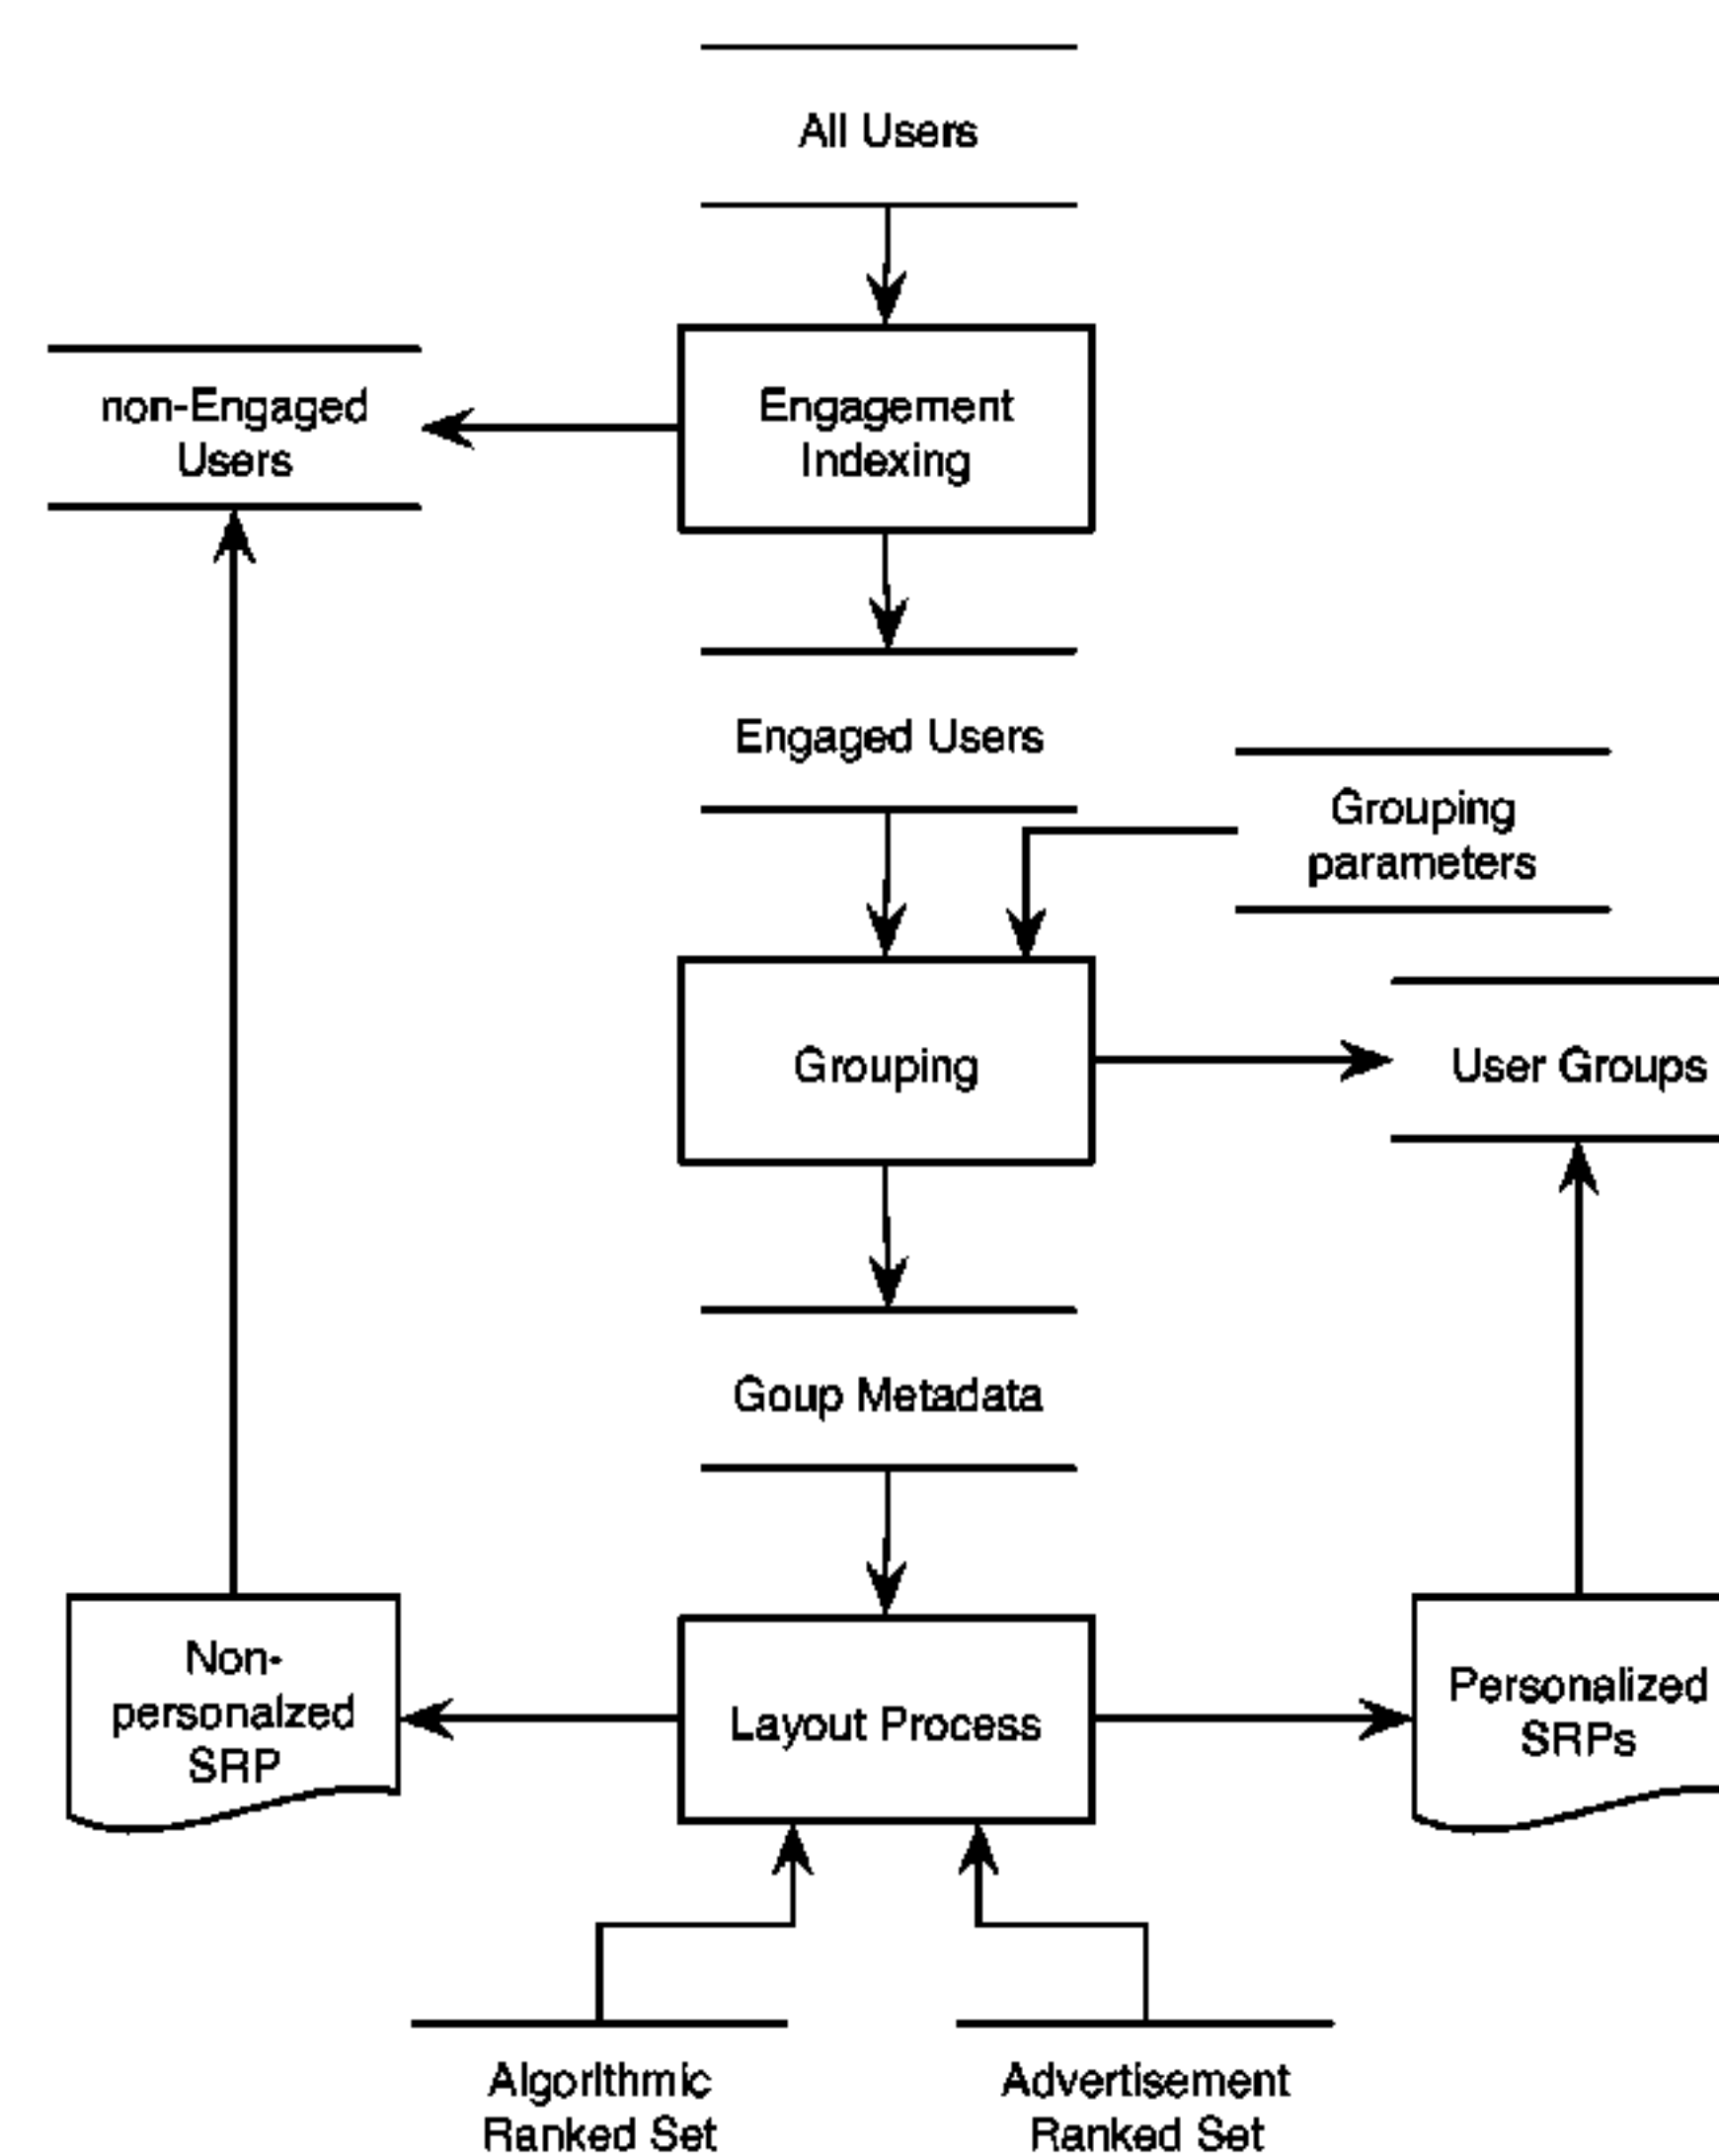 All Users
non-Engaged
Users
Engagement
Indexing
Engaged Users
Grouping
parameters
Grouping
User Groups
Goup Metadata
Non-
personalzed
SRP
Layout Process
Personalized
SRPs
Algorithmic
Ranked Set
Advertisement
Ranked Set